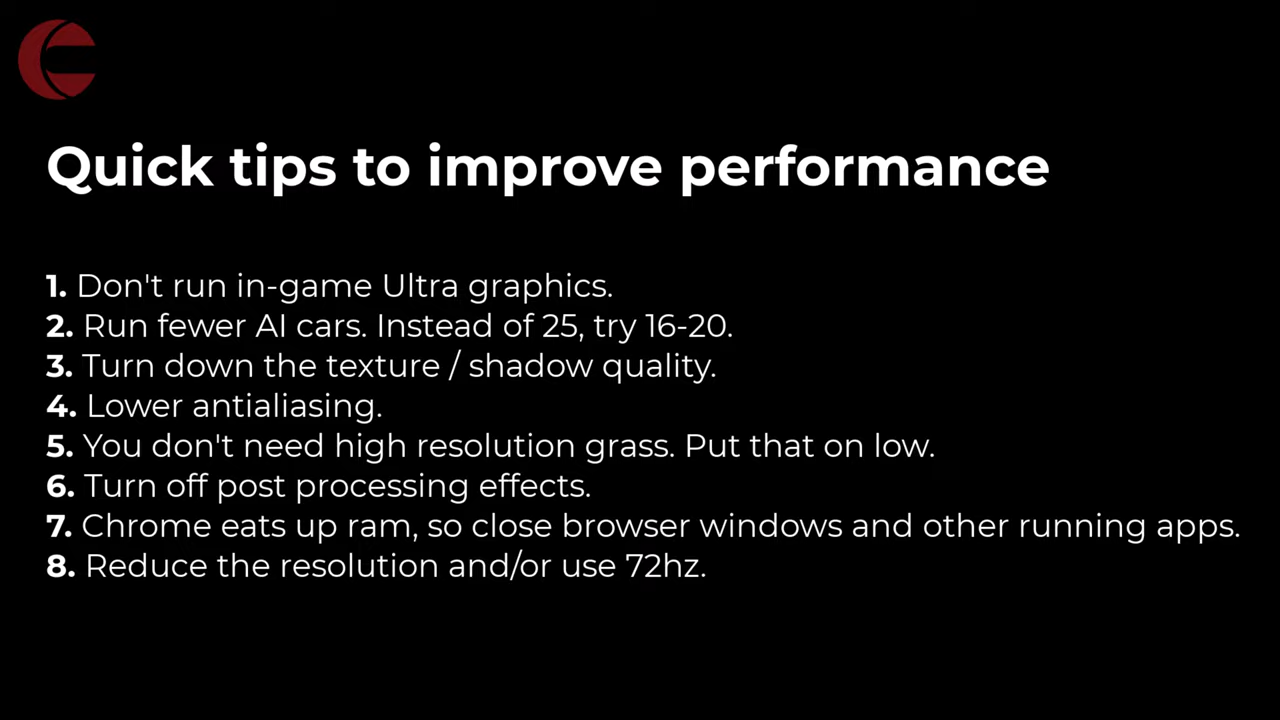 Quick tips to improve performance
1. Don't run in-game Ultra graphics.
2. Run fewer AI cars. Instead of 25, try 16-20.
3. Turn down the texture / shadow quality.
4. Lower antialiasing.
5. You don't need high resolution grass. Put that on low.
6. Turn off post processing effects.
7. Chrome eats up ram, so close browser windows and other running apps.
8. Reduce the resolution and/or use 72hz.